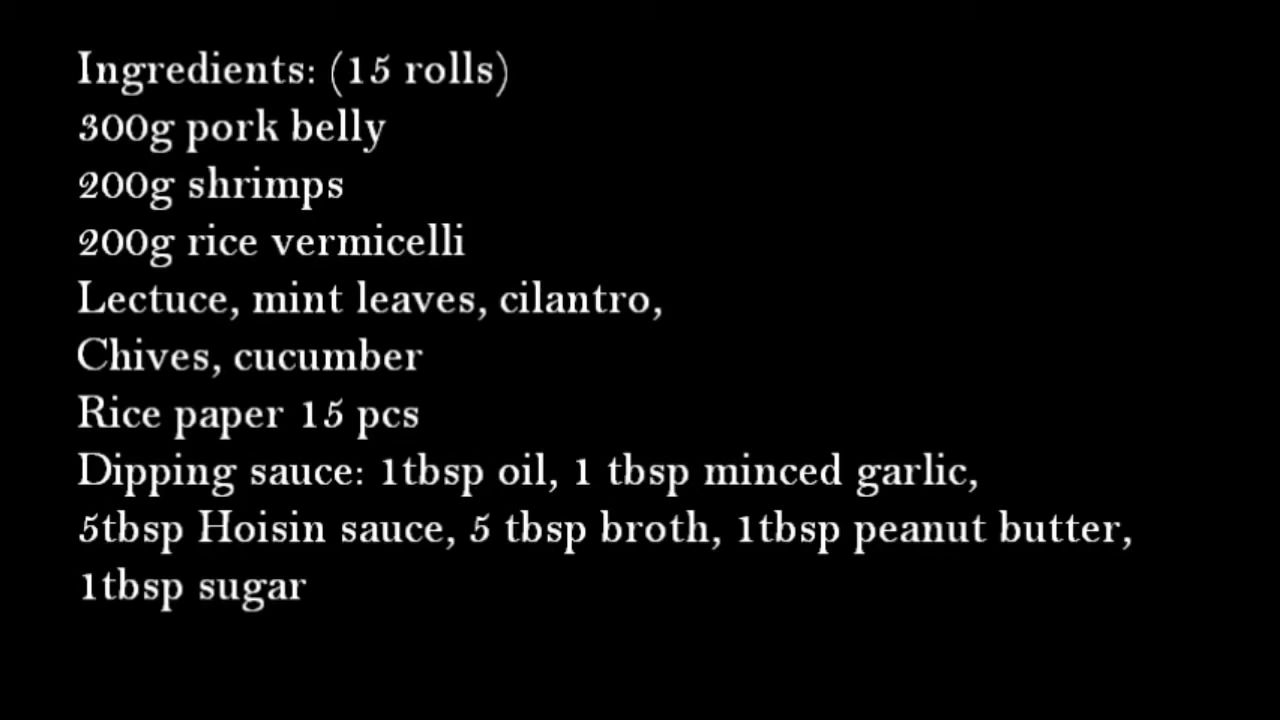 Ingredients: (15 rolls)
300g pork belly
200g shrimps
200g rice vermicelli
Lectuce, mint leaves, cilantro,
Chives, cucumber
Rice paper 15 pcs
Dipping sauce: 1tbsp oil, 1 tbsp minced garlic,
5tbsp Hoisin sauce, 5 tbsp broth, 1tbsp peanut butter,
1tbsp sugar